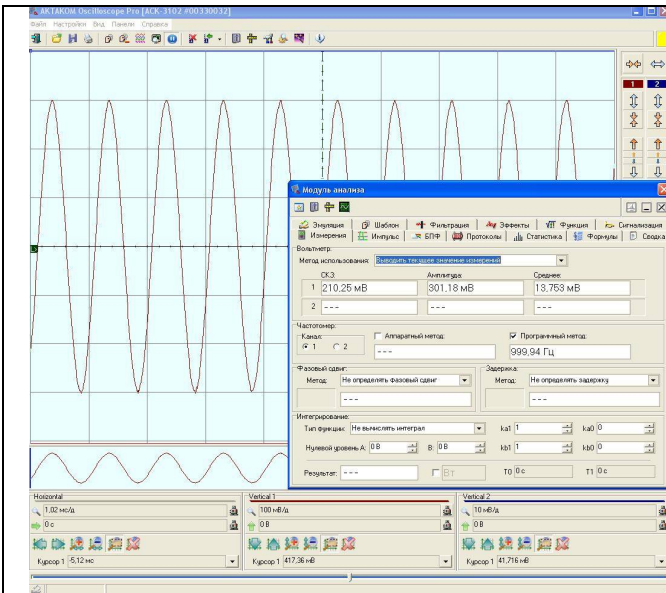 AKTAKOM Oscilloscope Pro [ACK-3102 #00330032]
Файл Настройки Вид Панели Справка
1 2
Модуль анализа
Эмуляция Шаблон Фильтрация Эффекты Функция Сигнализация
Измерения Импульс БПФ Протоколы Статистика Формулы Сводка
Вольтметр:
Метод использования: Выводить текущее значение измерений
СКЗ: Амплитуда: Среднее:
1 210,25 мВ 301.18 мВ 13,753 мВ
2 --- --- ---
Частотомер:
Канал: Аппаратный метод: Программный метод:
1 2 --- 999,94 Гц
Фазовый сдвиг: Задержка:
Метод: Не определять фазовый сдвиг Метод: Не определять задержку
--- ---
Интегрирование:
Тип функции: Не вычислять интеграл ka1 1 ka0 0
Нулевой уровень A: 0 В B: 0 В kb1 1 kb0 0
Результат: --- Вт T0 0 с T1 0 с
Horizontal Vertical 1 Vertical 2
1,02 мс/д 100 мВ/д 10 мВ/д
0 с 0 В 0 В
Курсор 1 -5,12 мс Курсор 1 417,36 мВ Курсор 1 41,716 мВ